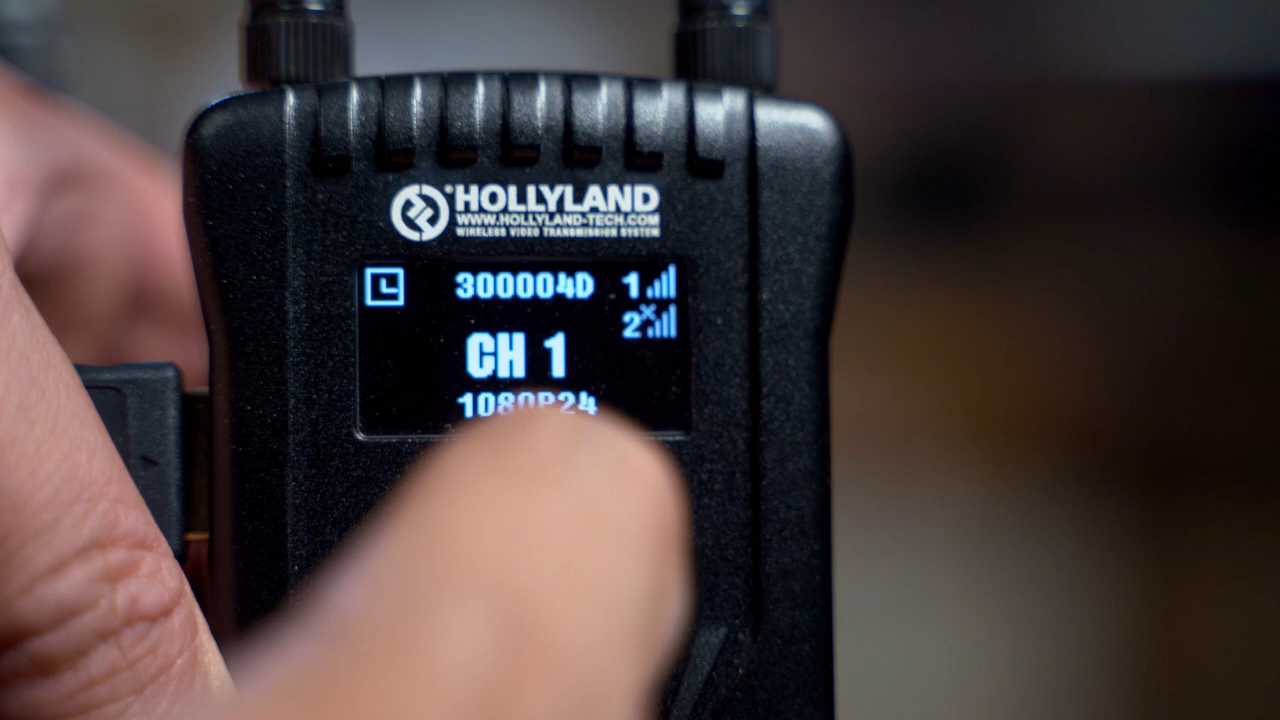 HOLLYLAND
WWW.HOLLYLAND-TECH.COM
WIRELESS VIDEO TRANSMISSION SYSTEM
300004D 1
2
CH 1
1080P24